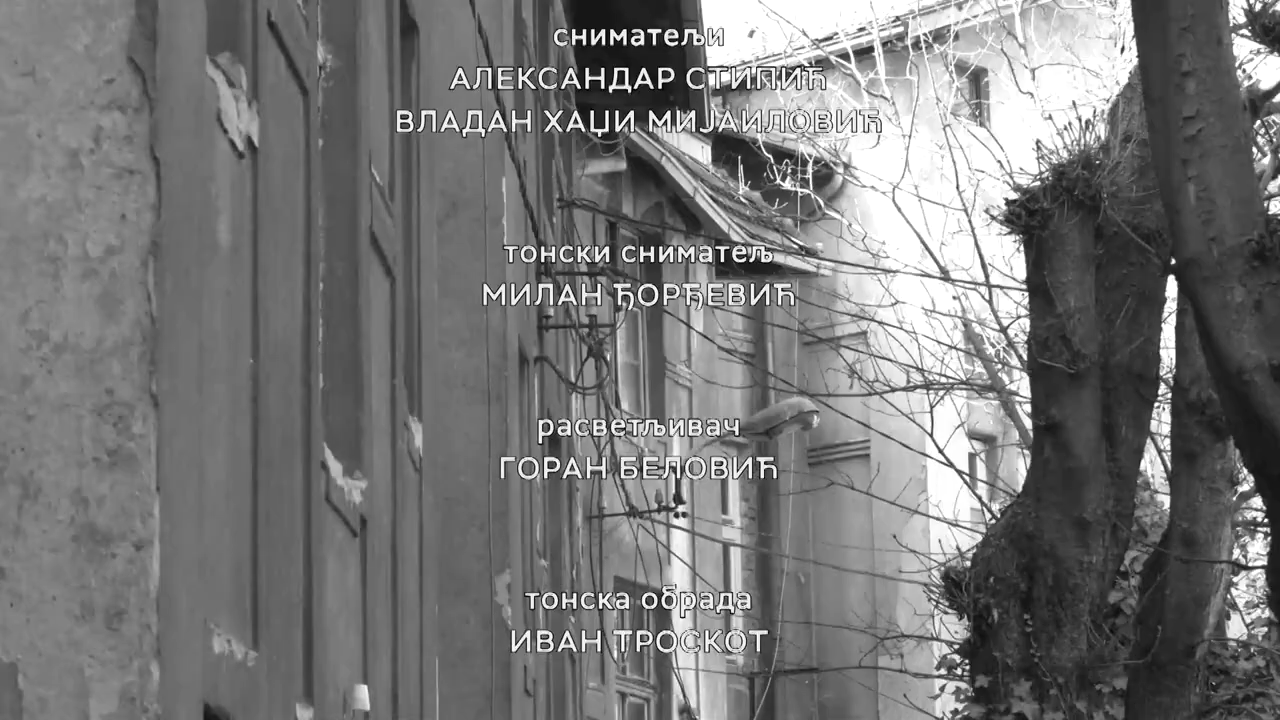 сниматељи
АЛЕКСАНДАР СТИПИЋ
ВЛАДАН ХАЏИ МИЈАИЛОВИЋ
тонски сниматељ
МИЛАН ЂОРЂЕВИЋ
расветљивач
ГОРАН БЕЛОВИЋ
тонска обрада
ИВАН ТРОСКОТ